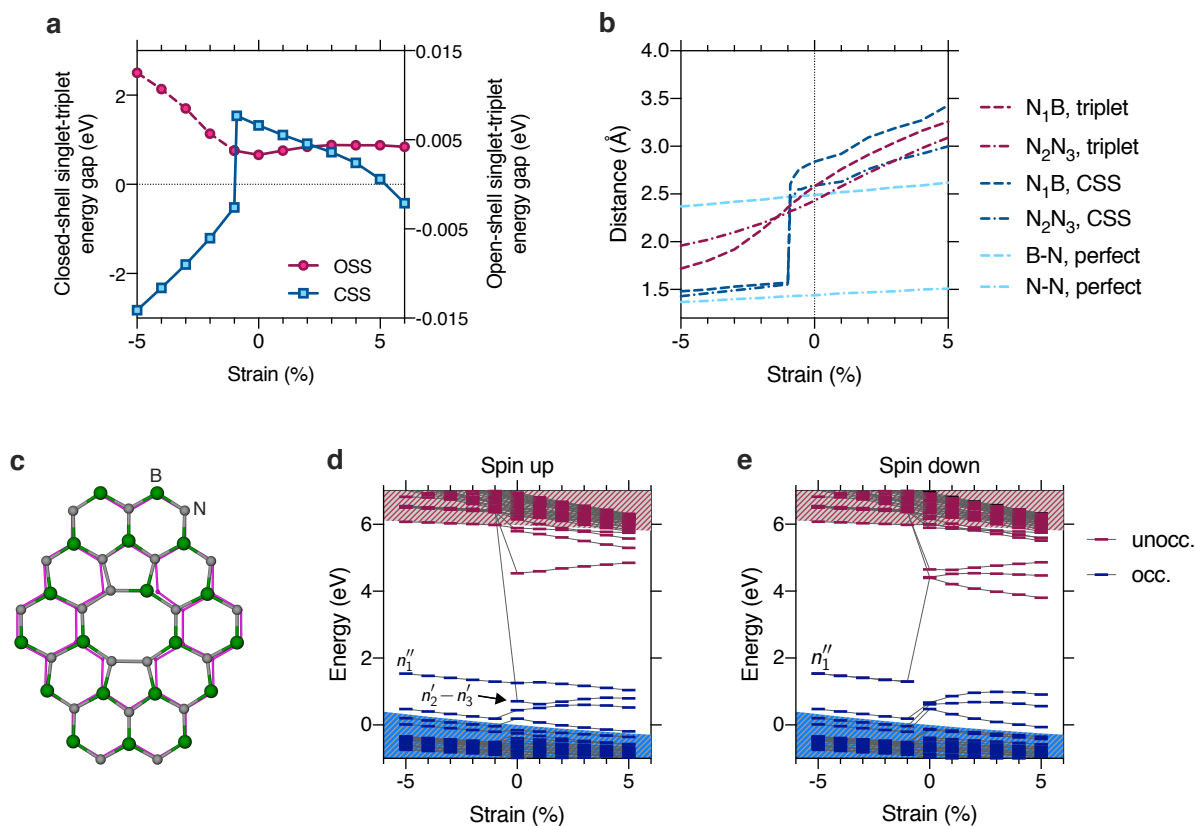 a
Closed-shell singlet-triplet
energy gap (eV)
2
0
-2
0.015
0.005
-0.005
-0.015
Open-shell singlet-triplet
energy gap (eV)
OSS
CSS
-5
0
5
Strain (%)
b
Distance (Å)
4.0
3.5
3.0
2.5
2.0
1.5
-5
0
5
Strain (%)
N₁B, triplet
N₂N₃, triplet
N₁B, CSS
N₂N₃, CSS
B-N, perfect
N-N, perfect
c
B
N
d
Spin up
Energy (eV)
6
4
2
0
n₁″
n₂′ – n₃′
-5
0
5
Strain (%)
e
Spin down
Energy (eV)
6
4
2
0
n₁″
-5
0
5
Strain (%)
unocc.
occ.